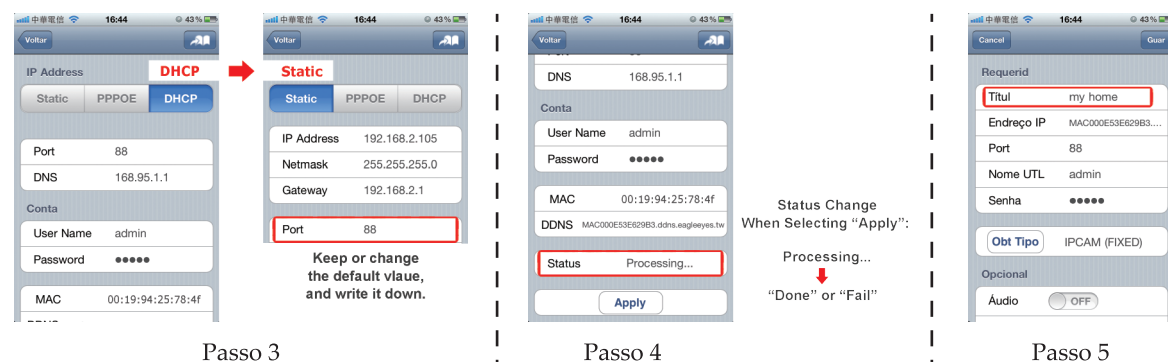 中華電信 16:44 43%
Voltar
IP Address DHCP
Static PPPOE DHCP
Port 88
DNS 168.95.1.1
Conta
User Name admin
Password •••••
MAC 00:19:94:25:78:4f
中華電信 16:44 43%
Voltar
Static
Static PPPOE DHCP
IP Address 192.168.2.105
Netmask 255.255.255.0
Gateway 192.168.2.1
Port 88
Keep or change
the default vlaue,
and write it down.
Passo 3
中華電信 16:44 43%
Voltar
DNS 168.95.1.1
Conta
User Name admin
Password •••••
MAC 00:19:94:25:78:4f
DDNS MAC000E53E629B3.ddns.eagleeyes.tw
Status Processing...
Apply
Status Change
When Selecting “Apply”:
Processing...
“Done” or “Fail”
Passo 4
中華電信 16:44 43%
Cancel Guar
Requerid
Títul my home
Endreço IP MAC000E53E629B3....
Port 88
Nome UTL admin
Senha •••••
Obt Tipo IPCAM (FIXED)
Opcional
Áudio OFF
Passo 5